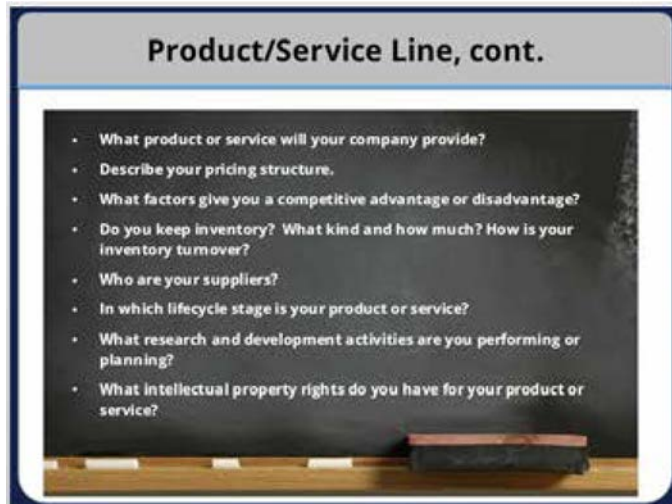 Product/Service Line, cont.
• What product or service will your company provide?
• Describe your pricing structure.
• What factors give you a competitive advantage or disadvantage?
• Do you keep inventory?  What kind and how much? How is your
inventory turnover?
• Who are your suppliers?
• In which lifecycle stage is your product or service?
• What research and development activities are you performing or
planning?
• What intellectual property rights do you have for your product or
service?